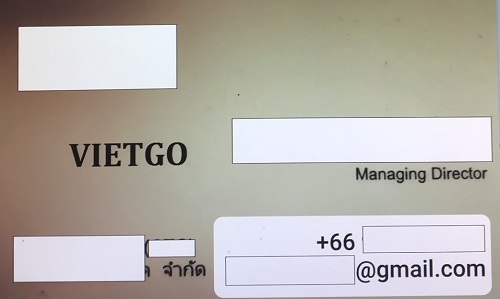 VIETGO
Managing Director
+66
จำกัด
@gmail.com